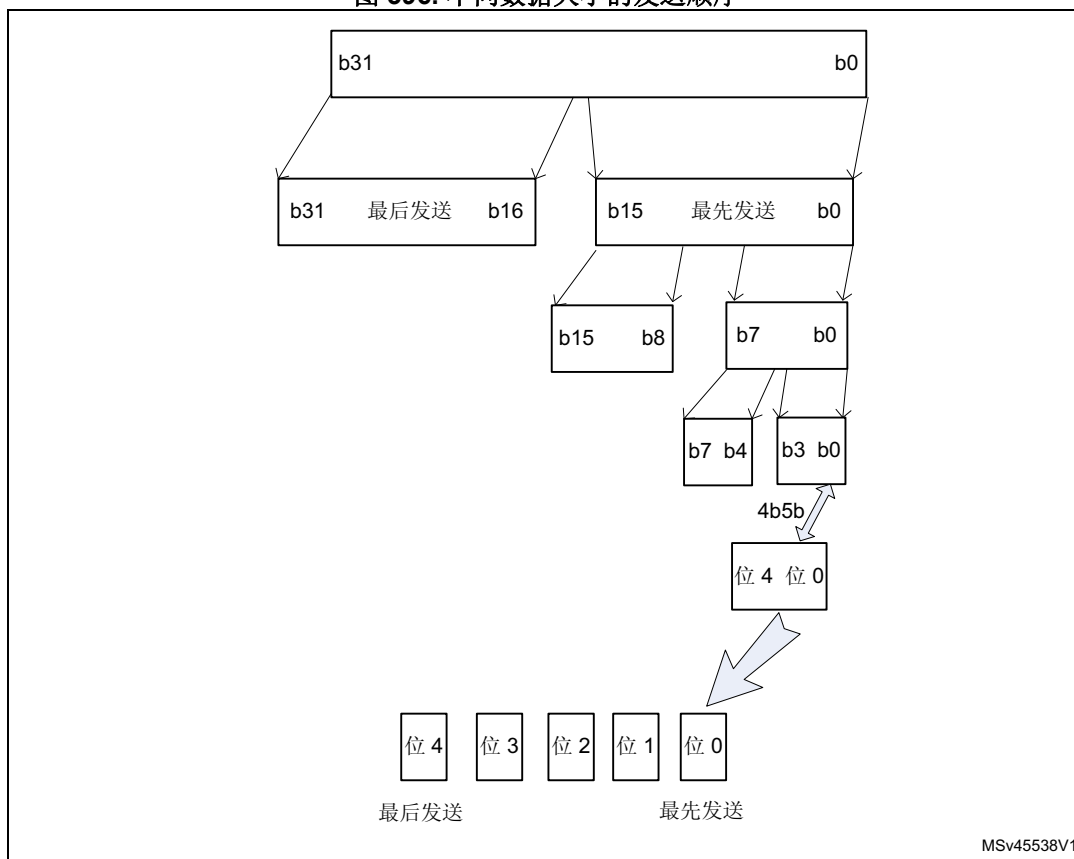 b31 b0
b31 最后发送 b16 b15 最先发送 b0
b15 b8 b7 b0
b7 b4 b3 b0
4b5b
位 4 位 0
位 4 位 3 位 2 位 1 位 0
最后发送 最先发送
MSv45538V1